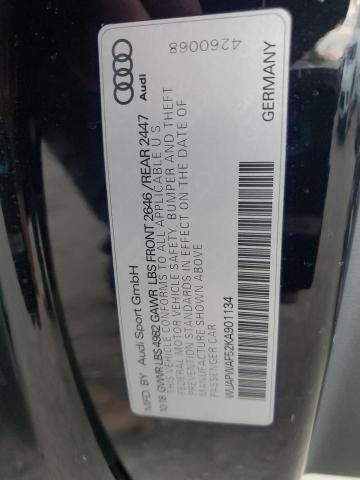 MFD. BY Audi Sport GmbH
10.18 GVWR LBS 4982 GAWR LBS FRONT 2646/REAR 2447
THIS VEHICLE CONFORMS TO ALL APPLICABLE U S
FEDERAL MOTOR VEHICLE SAFETY, BUMPER AND THEFT
PREVENTION STANDARDS IN EFFECT ON THE DATE OF
MANUFACTURE SHOWN ABOVE
PASSENGER CAR
WUAPWAF52KA901134
GERMANY
Audi
4260068